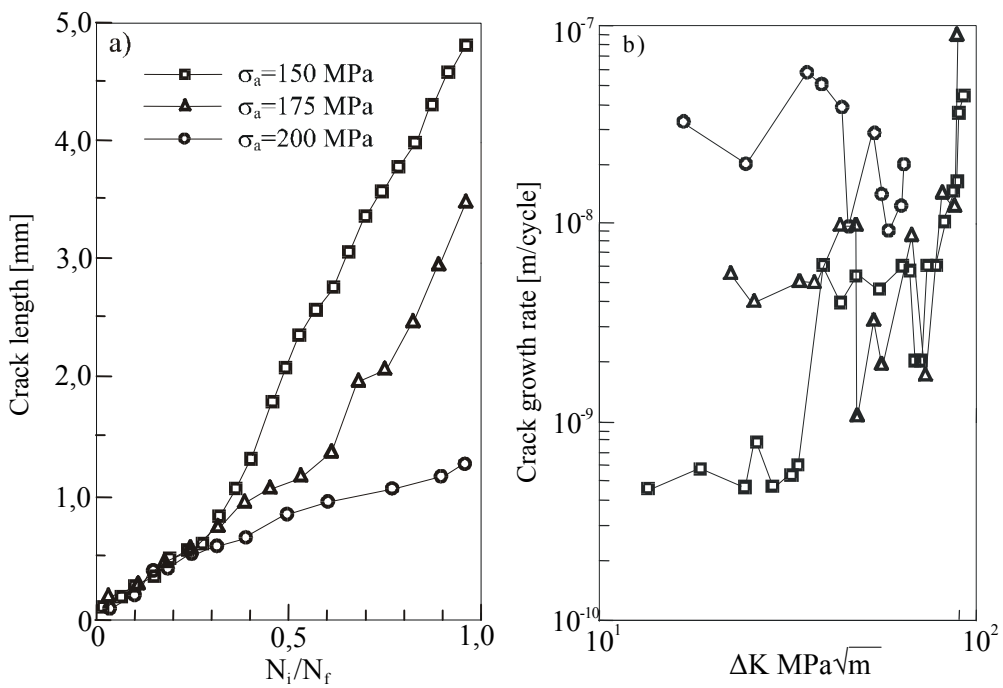 a)
σa=150 MPa
σa=175 MPa
σa=200 MPa
5,0
4,0
3,0
2,0
1,0
0
0
0,5
1,0
Crack length [mm]
Ni/Nf
b)
10-7
10-8
10-9
10-10
101
102
Crack growth rate [m/cycle]
ΔK MPa√m